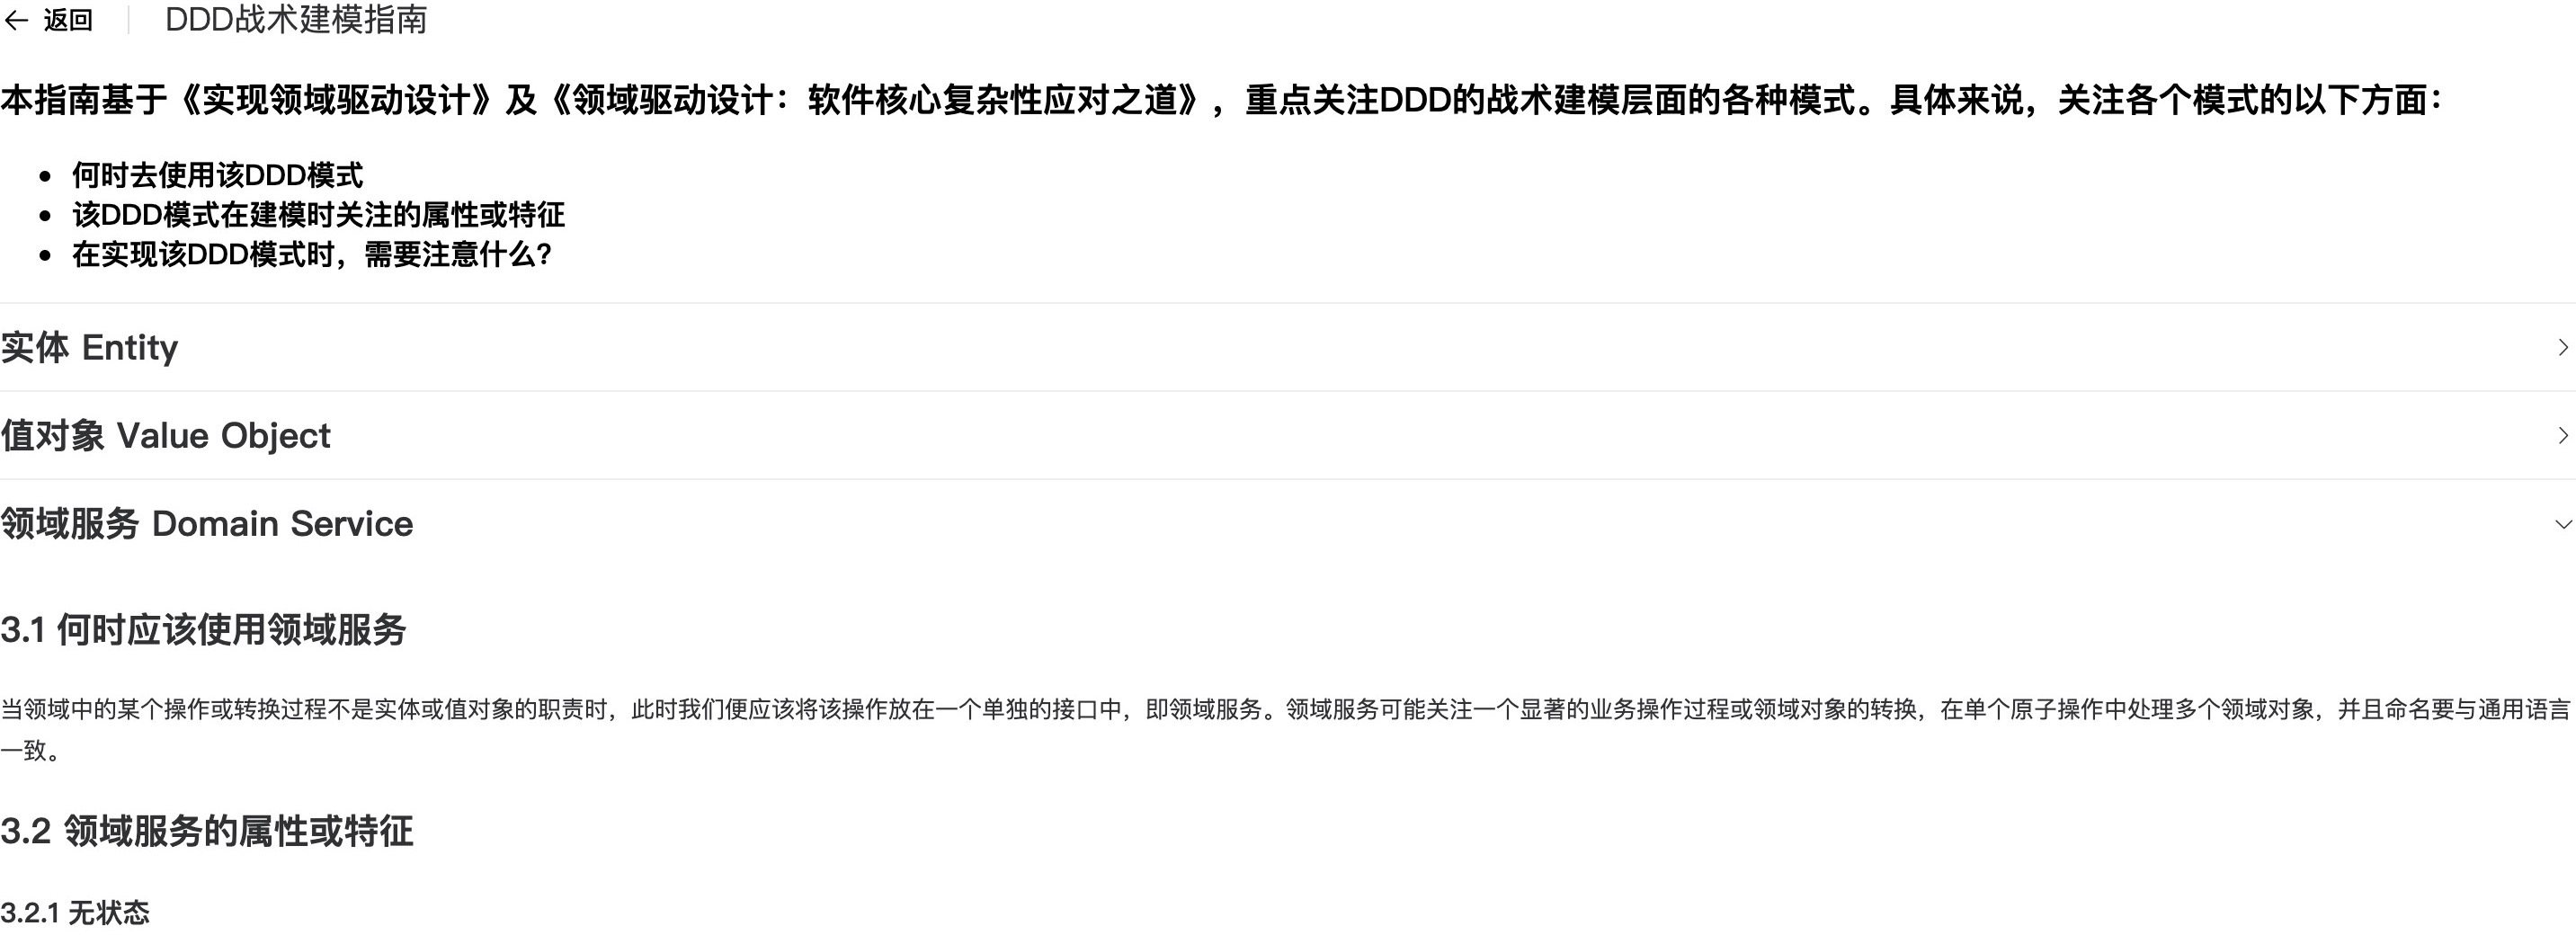 返回
DDD战术建模指南
本指南基于《实现领域驱动设计》及《领域驱动设计：软件核心复杂性应对之道》，重点关注DDD的战术建模层面的各种模式。具体来说，关注各个模式的以下方面：
何时去使用该DDD模式
该DDD模式在建模时关注的属性或特征
在实现该DDD模式时，需要注意什么？
实体 Entity
值对象 Value Object
领域服务 Domain Service
3.1 何时应该使用领域服务
当领域中的某个操作或转换过程不是实体或值对象的职责时，此时我们便应该将该操作放在一个单独的接口中，即领域服务。领域服务可能关注一个显著的业务操作过程或领域对象的转换，在单个原子操作中处理多个领域对象，并且命名要与通用语言
一致。
3.2 领域服务的属性或特征
3.2.1 无状态